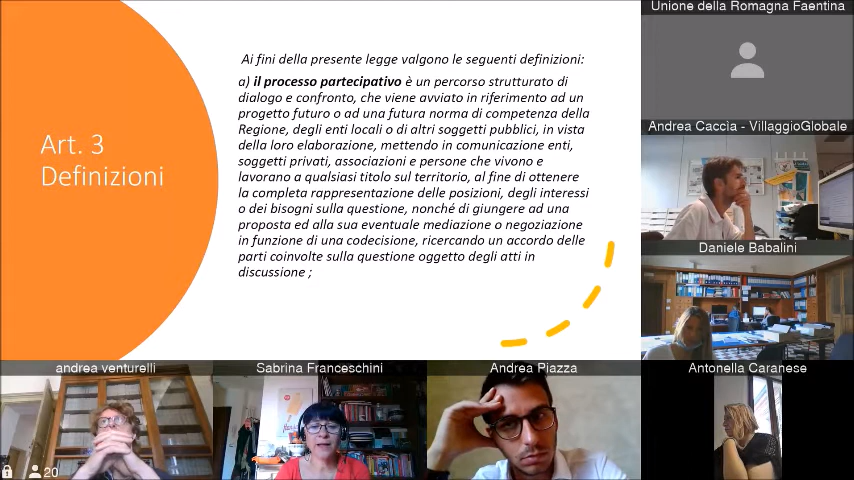 Unione della Romagna Faentina
Art. 3
Definizioni
Ai fini della presente legge valgono le seguenti definizioni:
a) il processo partecipativo è un percorso strutturato di
dialogo e confronto, che viene avviato in riferimento ad un
progetto futuro o ad una futura norma di competenza della
Regione, degli enti locali o di altri soggetti pubblici, in vista
della loro elaborazione, mettendo in comunicazione enti,
soggetti privati, associazioni e persone che vivono e
lavorano a qualsiasi titolo sul territorio, al fine di ottenere
la completa rappresentazione delle posizioni, degli interessi
o dei bisogni sulla questione, nonché di giungere ad una
proposta ed alla sua eventuale mediazione o negoziazione
in funzione di una codecisione, ricercando un accordo delle
parti coinvolte sulla questione oggetto degli atti in
discussione ;
Andrea Caccìa - VillaggioGlobale
Daniele Babalini
andrea venturelli
Sabrina Franceschini
Andrea Piazza
Antonella Caranese
20